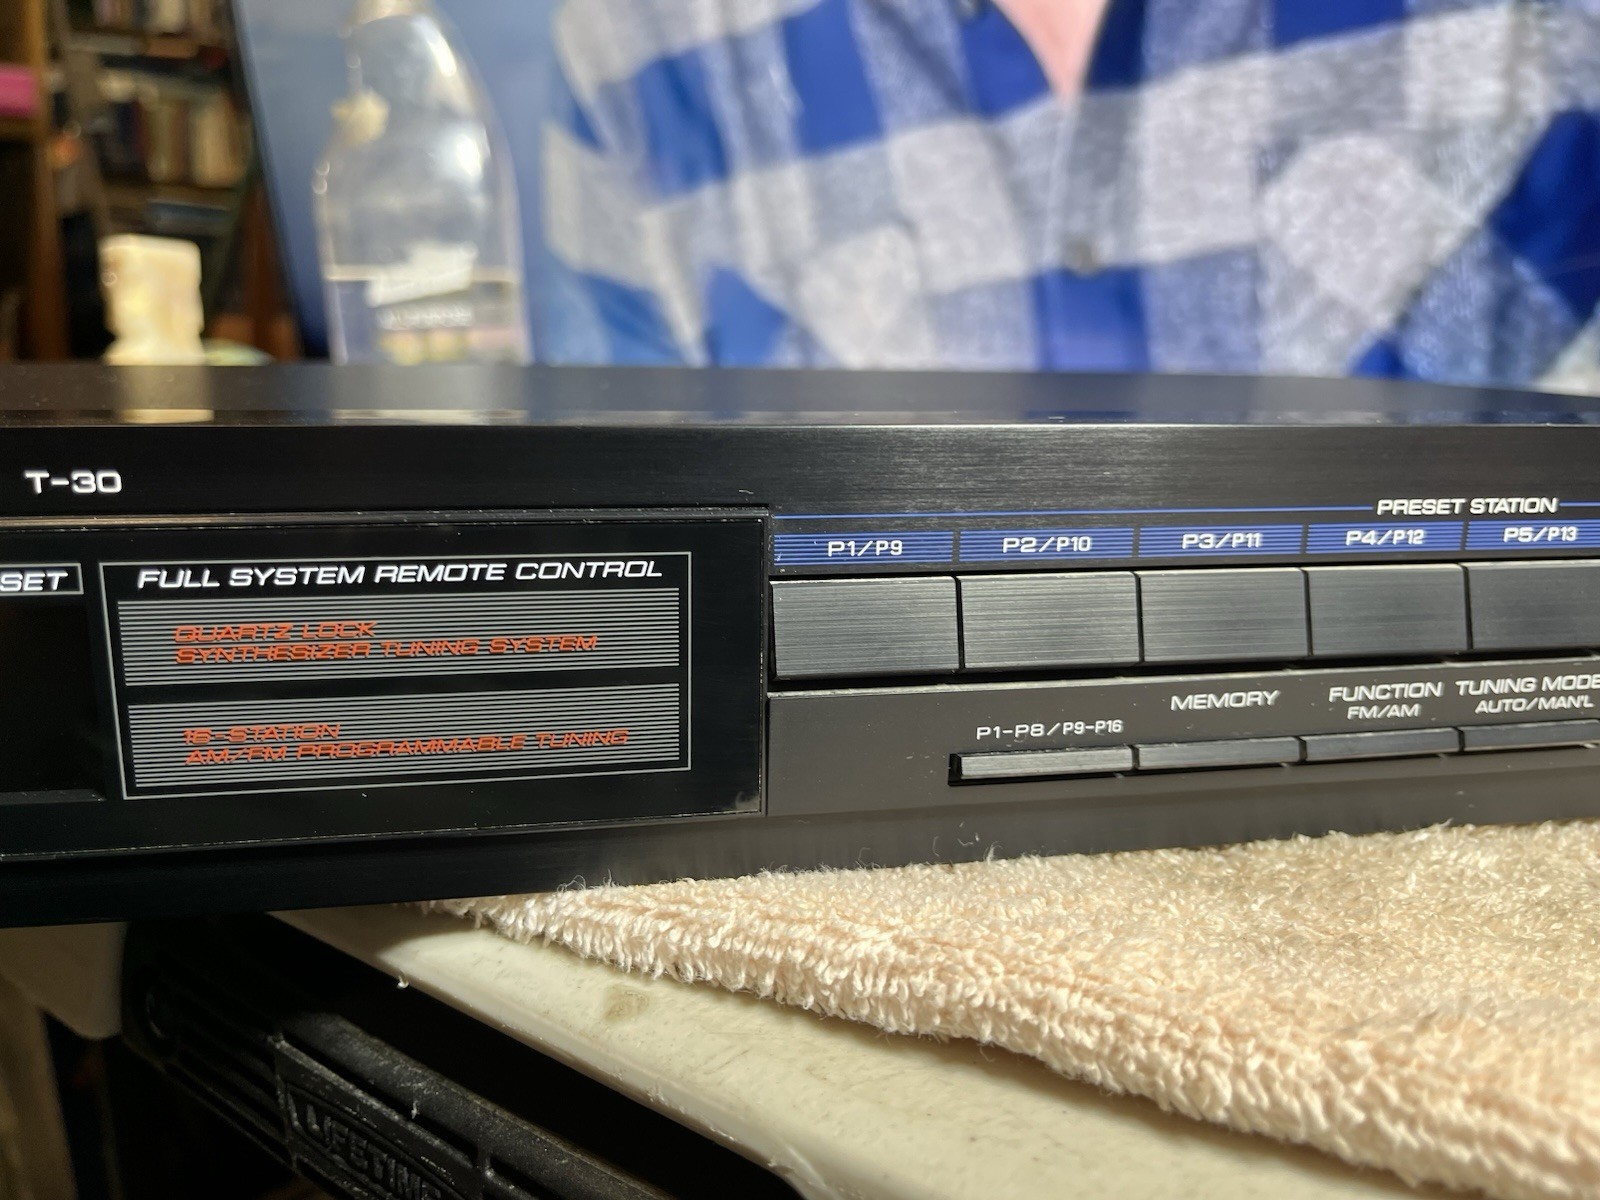 T-30
PRESET STATION
P1/P9
P2/P10
P3/P11
P4/P12
P5/P13
SET
FULL SYSTEM REMOTE CONTROL
QUARTZ LOCK
SYNTHESIZER TUNING SYSTEM
16-STATION
AM/FM PROGRAMMABLE TUNING
P1-P8/P9-P16
MEMORY
FUNCTION
FM/AM
TUNING MODE
AUTO/MAN'L
LIFETIME